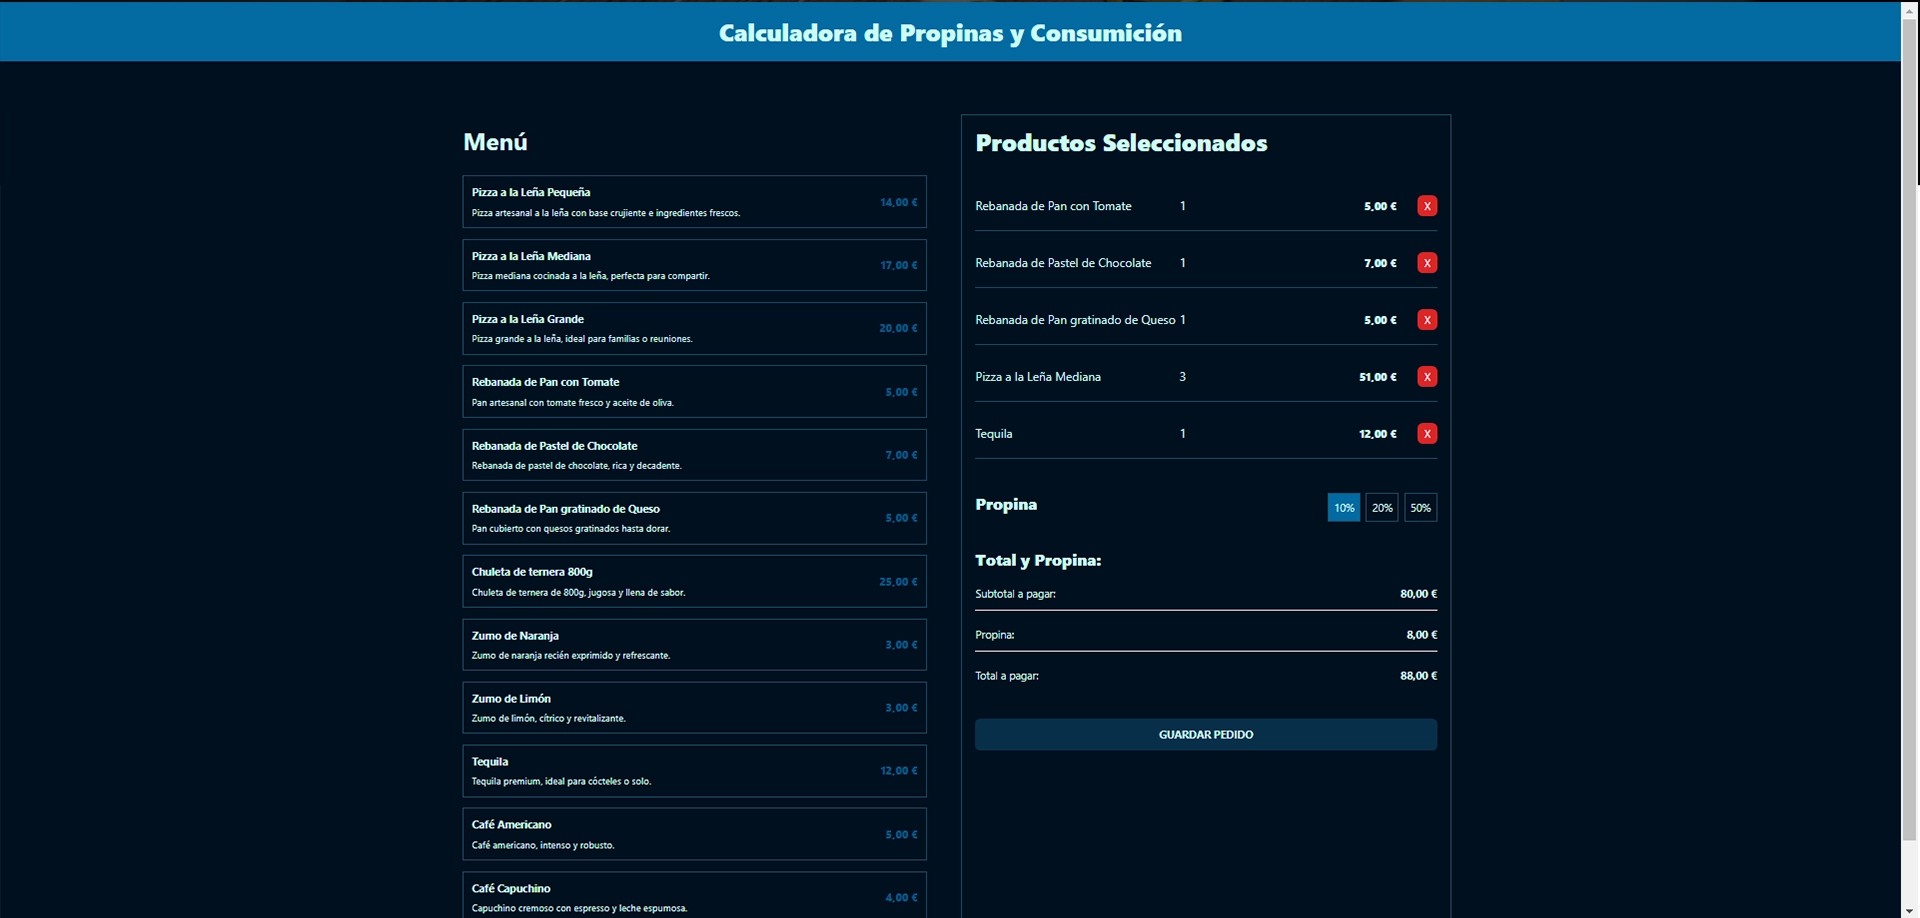 Calculadora de Propinas y Consumición
Menú
Pizza a la Leña Pequeña
Pizza artesanal a la leña con base crujiente e ingredientes frescos.
14,00 €
Pizza a la Leña Mediana
Pizza mediana cocinada a la leña, perfecta para compartir.
17,00 €
Pizza a la Leña Grande
Pizza grande a la leña, ideal para familias o reuniones.
20,00 €
Rebanada de Pan con Tomate
Pan artesanal con tomate fresco y aceite de oliva.
5,00 €
Rebanada de Pastel de Chocolate
Rebanada de pastel de chocolate, rica y decadente.
7,00 €
Rebanada de Pan gratinado de Queso
Pan cubierto con quesos gratinados hasta dorar.
5,00 €
Chuleta de ternera 800g
Chuleta de ternera de 800g, jugosa y llena de sabor.
25,00 €
Zumo de Naranja
Zumo de naranja recién exprimido y refrescante.
3,00 €
Zumo de Limón
Zumo de limón, cítrico y revitalizante.
3,00 €
Tequila
Tequila premium, ideal para cócteles o solo.
12,00 €
Café Americano
Café americano, intenso y robusto.
5,00 €
Café Capuchino
Capuchino cremoso con espresso y leche espumosa.
4,00 €
Productos Seleccionados
Rebanada de Pan con Tomate 1 5,00 € X
Rebanada de Pastel de Chocolate 1 7,00 € X
Rebanada de Pan gratinado de Queso 1 5,00 € X
Pizza a la Leña Mediana 3 51,00 € X
Tequila 1 12,00 € X
Propina 10% 20% 50%
Total y Propina:
Subtotal a pagar: 80,00 €
Propina: 8,00 €
Total a pagar: 88,00 €
GUARDAR PEDIDO